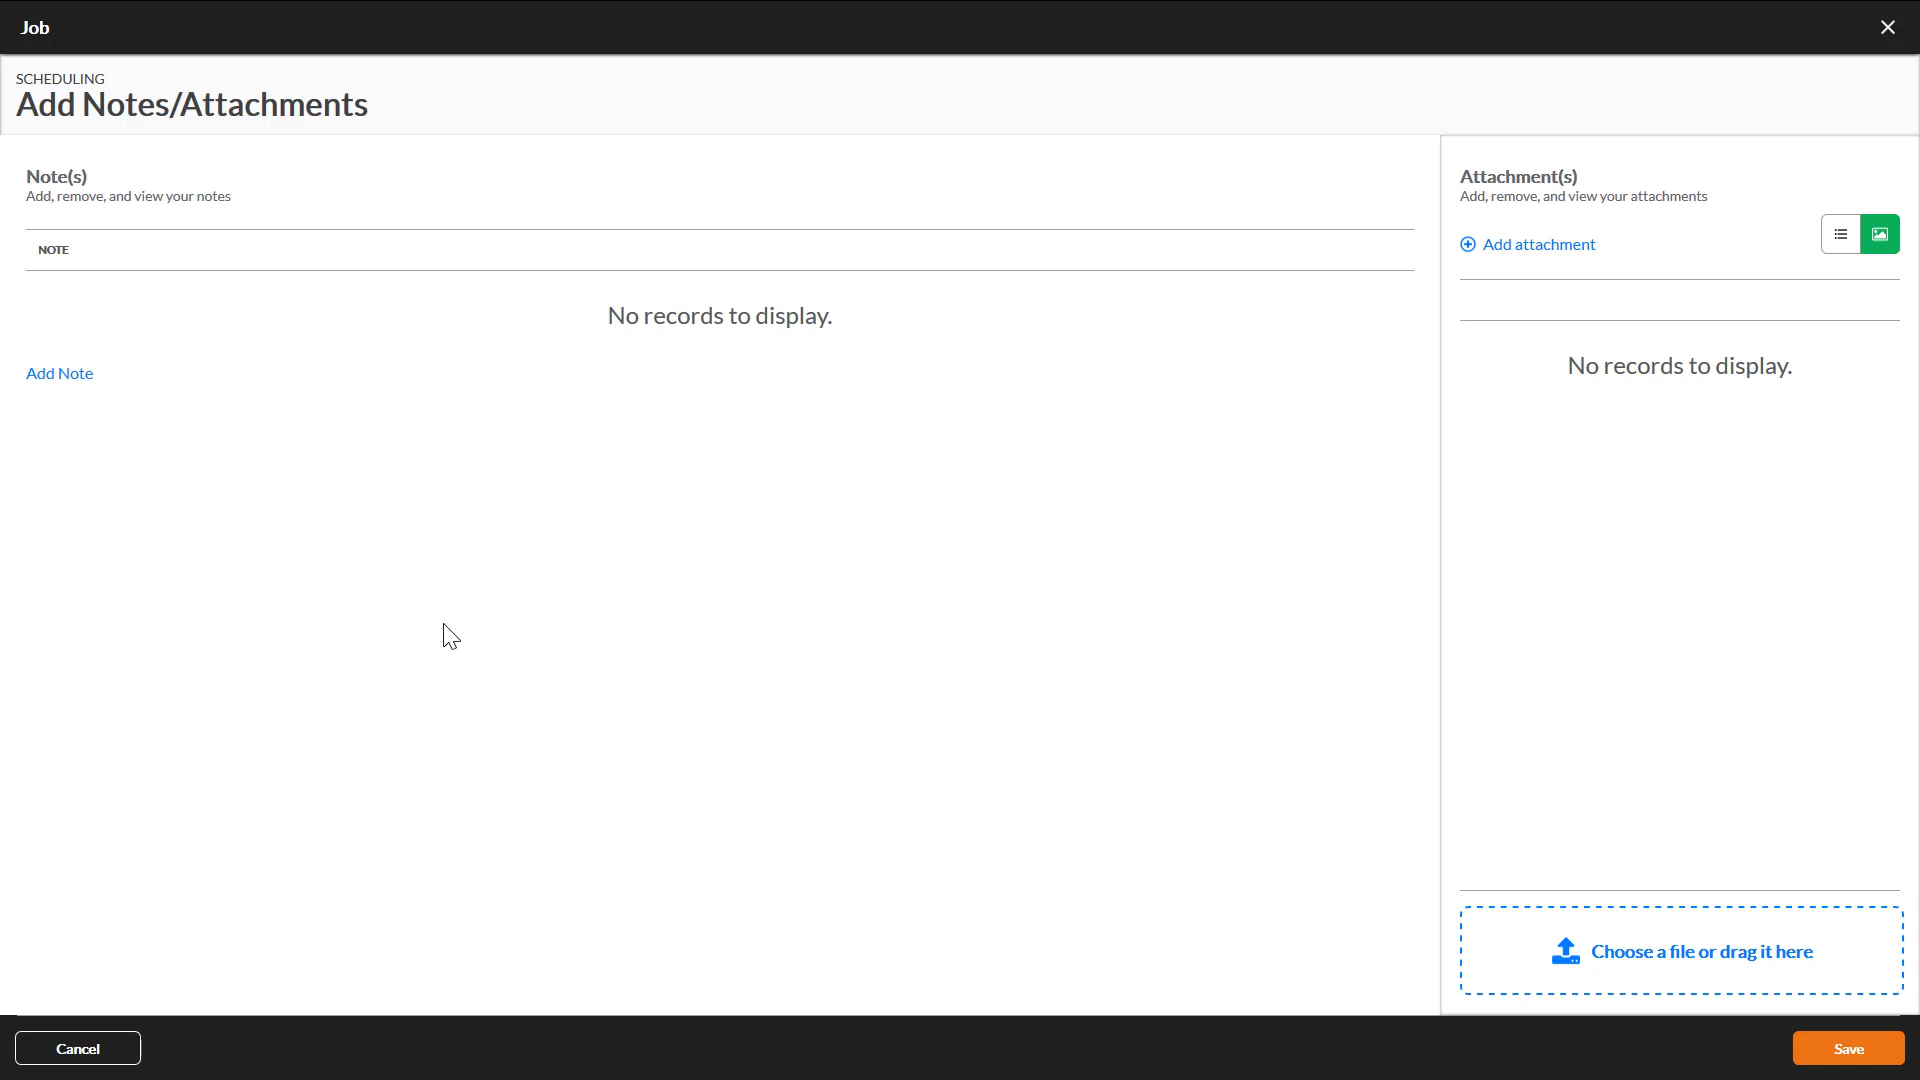 Job
SCHEDULING
Add Notes/Attachments
Note(s)
Add, remove, and view your notes
NOTE
No records to display.
Add Note
Attachment(s)
Add, remove, and view your attachments
Add attachment
No records to display.
Choose a file or drag it here
Cancel
Save